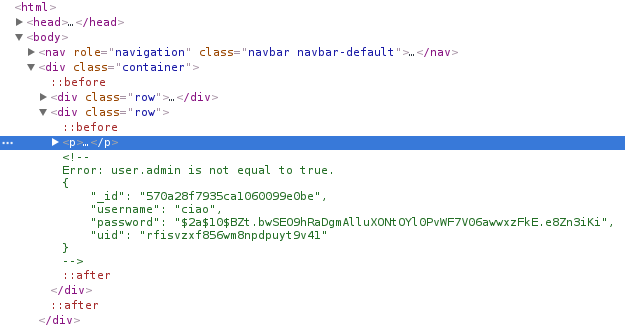 <html>
▶<head>…</head>
▼<body>
▶<nav role="navigation" class="navbar navbar-default">…</nav>
▼<div class="container">
::before
▶<div class="row">…</div>
▼<div class="row">
::before
… ▶<p>…</p>
<!--
Error: user.admin is not equal to true.
{
"_id": "570a28f7935ca1060099e0be",
"username": "ciao",
"password": "$2a$10$BZt.bwSE09hRaDgmAlluXONtOYl0PvWF7V06awwxzFkE.e8Zn3iKi",
"uid": "rfisvzxf856wm8npdpuyt9v41"
}
-->
::after
</div>
::after
</div>